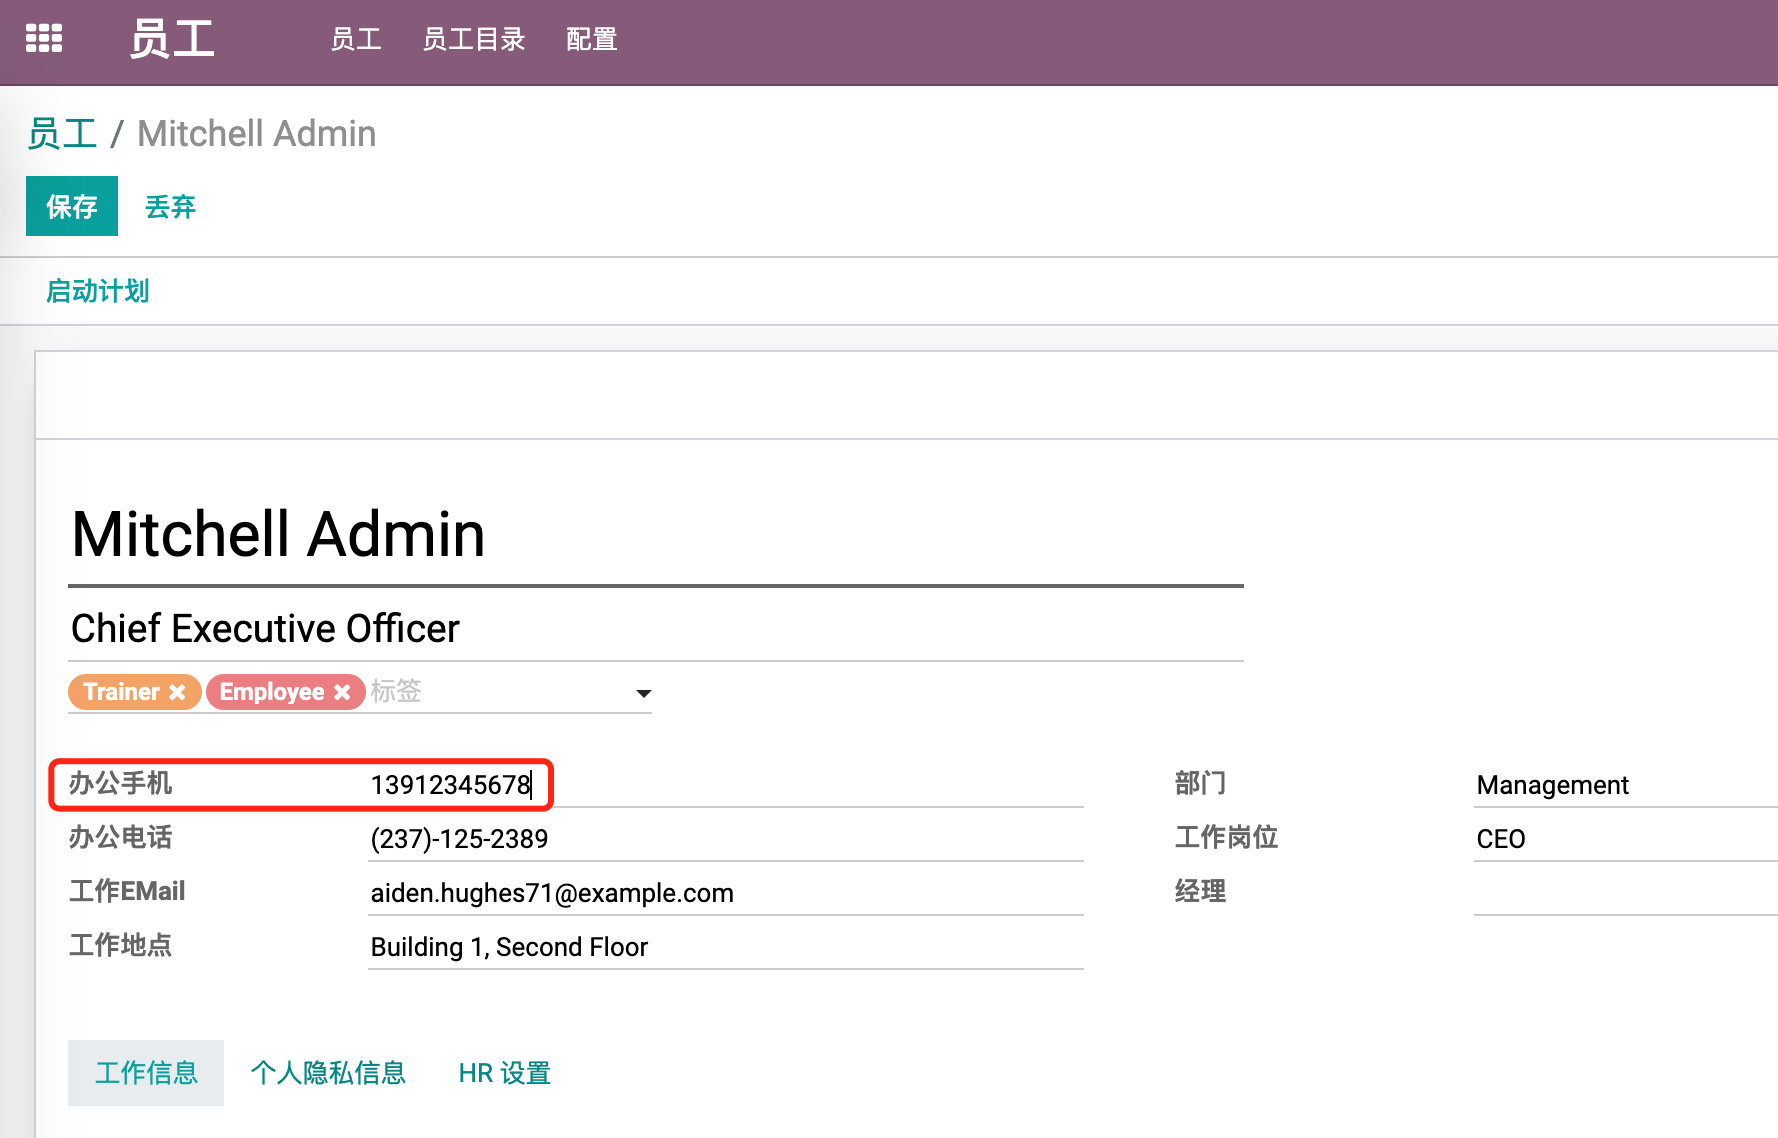 员工 员工 员工目录 配置
员工 / Mitchell Admin
保存 丢弃
启动计划
Mitchell Admin
Chief Executive Officer
Trainer Employee 标签
办公手机 13912345678 部门 Management
办公电话 (237)-125-2389 工作岗位 CEO
工作EMail aiden.hughes71@example.com 经理
工作地点 Building 1, Second Floor
工作信息 个人隐私信息 HR 设置